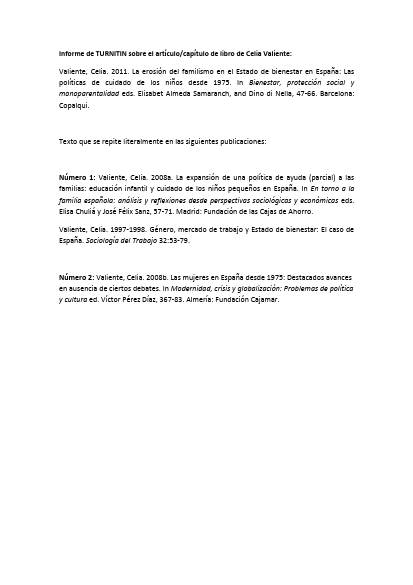 Informe de TURNITIN sobre el artículo/capítulo de libro de Celia Valiente:
Valiente, Celia. 2011. La erosión del familismo en el Estado de bienestar en España: Las
políticas de cuidado de los niños desde 1975. In Bienestar, protección social y
monoparentalidad eds. Elisabet Almeda Samaranch, and Dino di Nella, 47-66. Barcelona:
Copalqui.
Texto que se repite literalmente en las siguientes publicaciones:
Número 1: Valiente, Celia. 2008a. La expansión de una política de ayuda (parcial) a las
familias: educación infantil y cuidado de los niños pequeños en España. In En torno a la
familia española: análisis y reflexiones desde perspectivas sociológicas y económicas eds.
Elisa Chuliá y José Félix Sanz, 57-71. Madrid: Fundación de las Cajas de Ahorro.
Valiente, Celia. 1997-1998. Género, mercado de trabajo y Estado de bienestar: El caso de
España. Sociología del Trabajo 32:53-79.
Número 2: Valiente, Celia. 2008b. Las mujeres en España desde 1975: Destacados avances
en ausencia de ciertos debates. In Modernidad, crisis y globalización: Problemas de política
y cultura ed. Víctor Pérez Díaz, 367-83. Almería: Fundación Cajamar.